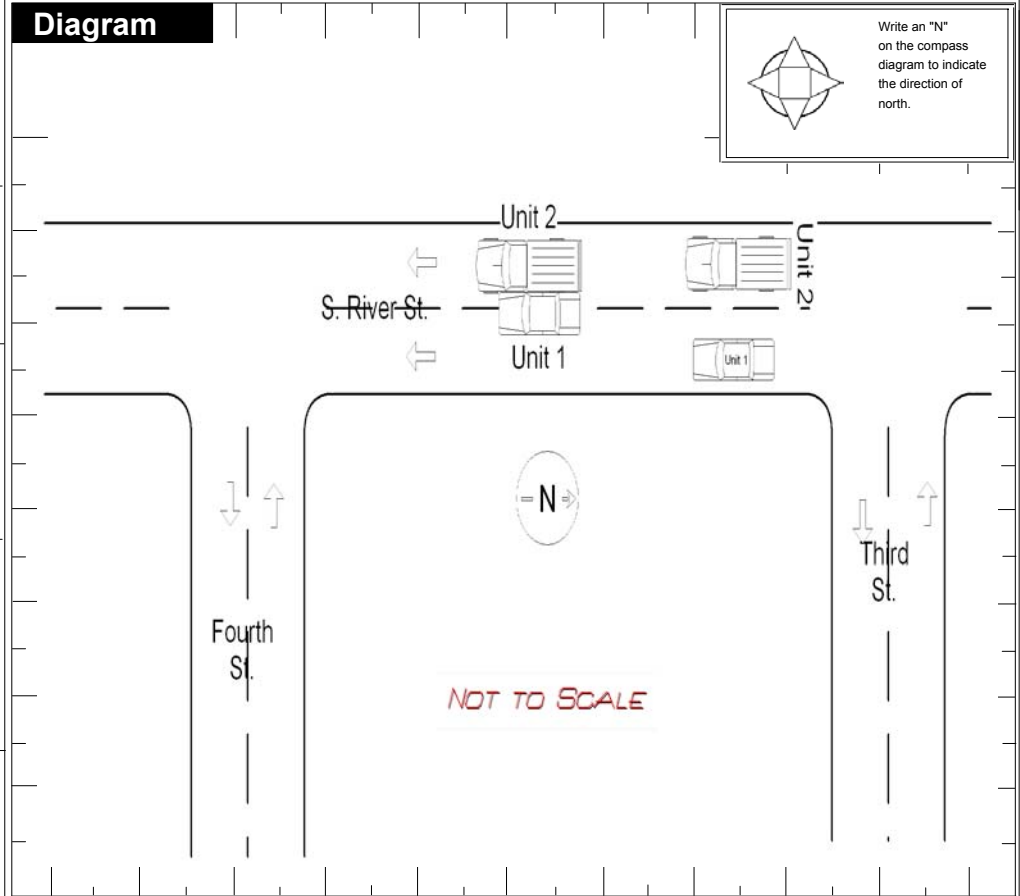 Diagram
Write an "N"
on the compass
diagram to indicate
the direction of
north.
Unit 2
Unit 2
S. River St.
Unit 1
Unit 1
N
Third
St.
Fourth
St.
NOT TO SCALE